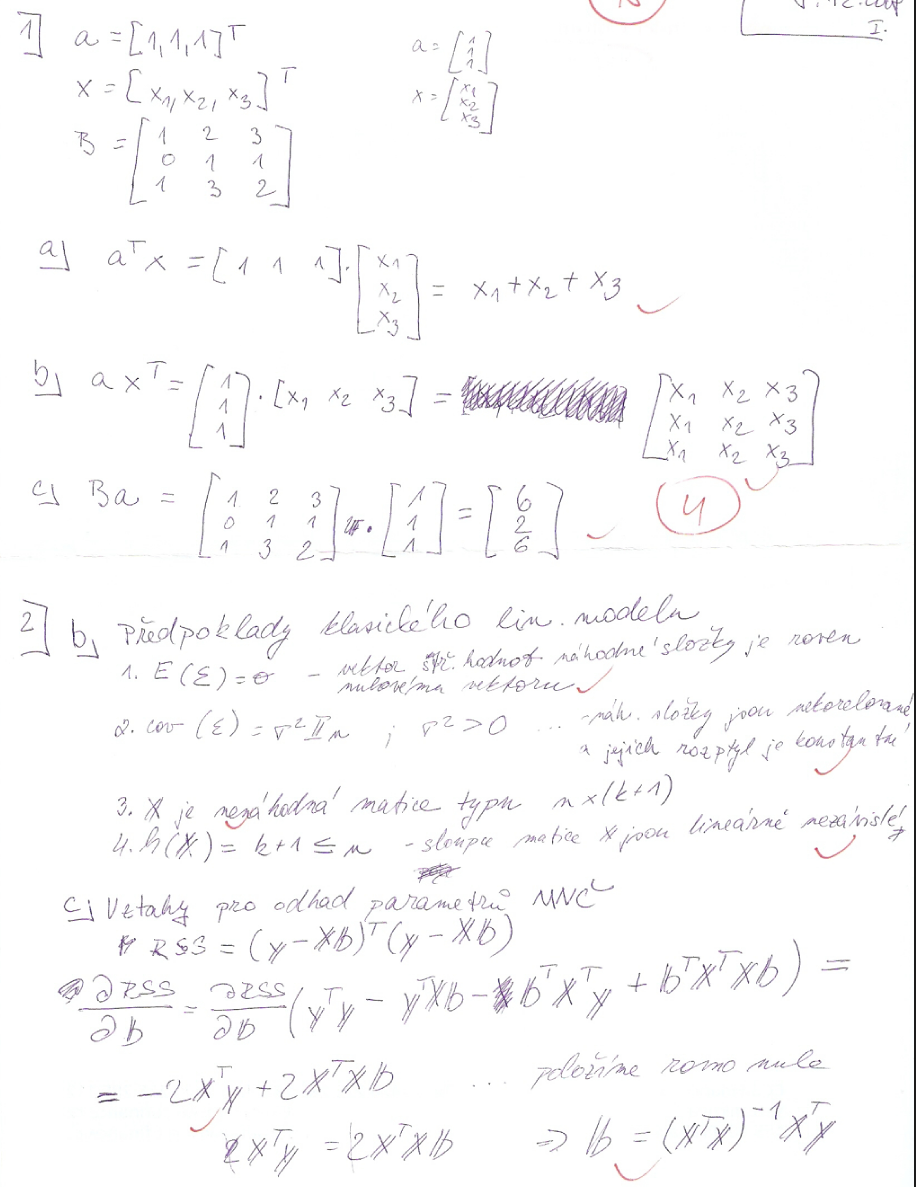 I.
1] a = [1,1,1]^T
a = [1 1 1]
x = [x1, x2, x3]^T
x = [x1 x2 x3]
B = [1 2 3
0 1 1
1 3 2]
a) a^T x = [1 1 1] · [x1 x2 x3] = x1 + x2 + x3
b) a x^T = [1 1 1] · [x1 x2 x3] = [x1 x2 x3
x1 x2 x3
x1 x2 x3]
c) Ba = [1 2 3
0 1 1
1 3 2] · [1 1 1] = [6 2 6]
4
2] b) předpoklady klasického lin. modelu
1. E(ε) = 0 – vektor stř. hodnot náhodné složky je roven
nulovému vektoru
2. cov(ε) = σ² I n ; σ² > 0 ... – náh. složky jsou nekorelované
a jejich rozptyl je konstantní
3. X je nenáhodná matice typu n×(k+1)
4. h(X) = k+1 ≤ n – sloupce matice X jsou lineárně nezávislé
c) Vztahy pro odhad parametrů MNČ
RSS = (y – Xb)^T (y – Xb)
∂RSS/∂b = ∂RSS/∂b (y^T y – y^T Xb – b^T X^T y + b^T X^T Xb) =
= –2X^T y + 2X^T Xb ... položíme rovno nule
2X^T y = 2X^T Xb ⇒ b = (X^T X)^–1 X^T y